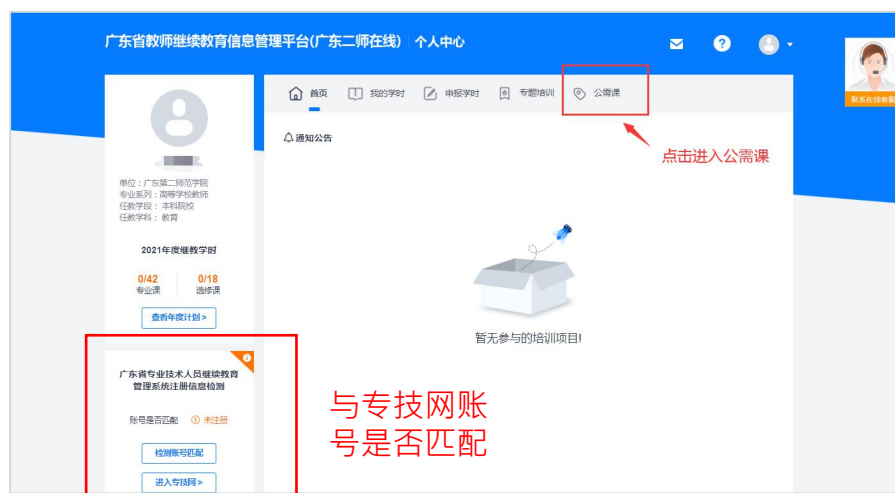 广东省教师继续教育信息管理平台(广东二师在线) 个人中心
首页 我的学时 申报学时 专题培训 公需课
联系在线客服
通知公告
点击进入公需课
单位：广东第二师范学院
专业系列：高等学校教师
任教学段：本科院校
任教学科：教育
2021年度继教学时
0/42 0/18
专业课 选修课
查看年度计划>
暂无参与的培训项目!
广东省专业技术人员继续教育
管理系统注册信息检测
账号是否匹配 未注册
检测账号匹配
进入专技网>
与专技网账
号是否匹配